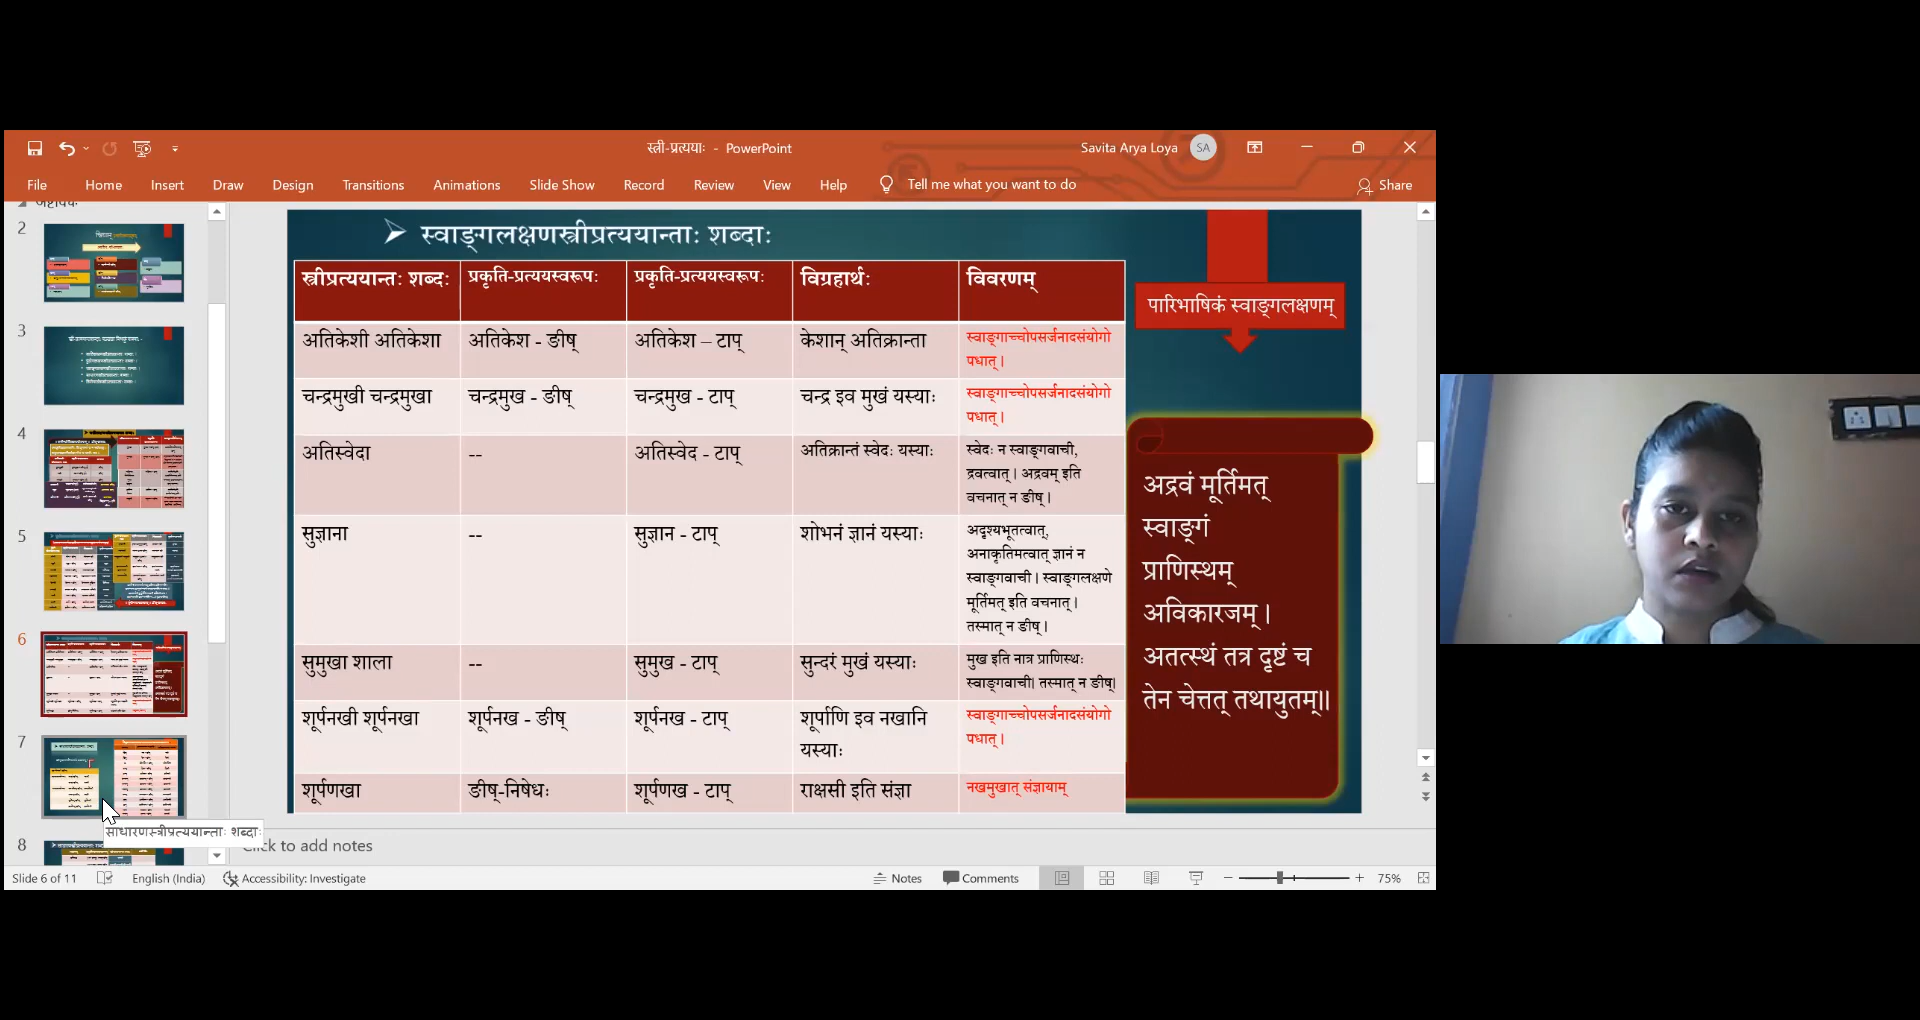 स्त्री-प्रत्ययाः - PowerPoint
Savita Arya Loya
SA
File Home Insert Draw Design Transitions Animations Slide Show Record Review View Help Tell me what you want to do
Share
2
3
4
5
6
7
8
साधारणस्त्रीप्रत्ययान्ताः शब्दाः
स्वाङ्गलक्षणस्त्रीप्रत्ययान्ताः शब्दाः
स्त्रीप्रत्ययान्तः शब्दः प्रकृति-प्रत्ययस्वरूपः प्रकृति-प्रत्ययस्वरूपः विग्रहार्थः विवरणम्
अतिकेशी अतिकेशा अतिकेश - ङीष् अतिकेश – टाप् केशान् अतिक्रान्ता स्वाङ्गाच्चोपसर्जनादसंयोगो
पधात् ।
चन्द्रमुखी चन्द्रमुखा चन्द्रमुख - ङीष् चन्द्रमुख - टाप् चन्द्र इव मुखं यस्याः स्वाङ्गाच्चोपसर्जनादसंयोगो
पधात् ।
अतिस्वेदा -- अतिस्वेद - टाप् अतिक्रान्तं स्वेदः यस्याः स्वेदः न स्वाङ्गवाची,
द्रवत्वात् । अद्रवम् इति
वचनात् न ङीष् ।
सुज्ञाना -- सुज्ञान - टाप् शोभनं ज्ञानं यस्याः अदृश्यभूतत्वात्,
अनाकृतिमत्वात् ज्ञानं न
स्वाङ्गवाची । स्वाङ्गलक्षणे
मूर्तिमत् इति वचनात् ।
तस्मात् न ङीष् ।
सुमुखा शाला -- सुमुख - टाप् सुन्दरं मुखं यस्याः मुख इति नात्र प्राणिस्थः
स्वाङ्गवाची। तस्मात् न ङीष्।
शूर्पनखी शूर्पनखा शूर्पनख - ङीष् शूर्पनख - टाप् शूर्पाणि इव नखानि स्वाङ्गाच्चोपसर्जनादसंयोगो
यस्याः पधात् ।
शूर्पणखा ङीष्-निषेधः शूर्पणख - टाप् राक्षसी इति संज्ञा नखमुखात् संज्ञायाम्
पारिभाषिकं स्वाङ्गलक्षणम्
अद्रवं मूर्तिमत्
स्वाङ्गं
प्राणिस्थम्
अविकारजम् ।
अतत्स्थं तत्र दृष्टं च
तेन चेत्तत् तथायुतम्॥
Click to add notes
Slide 6 of 11 English (India) Accessibility: Investigate Notes Comments 75%